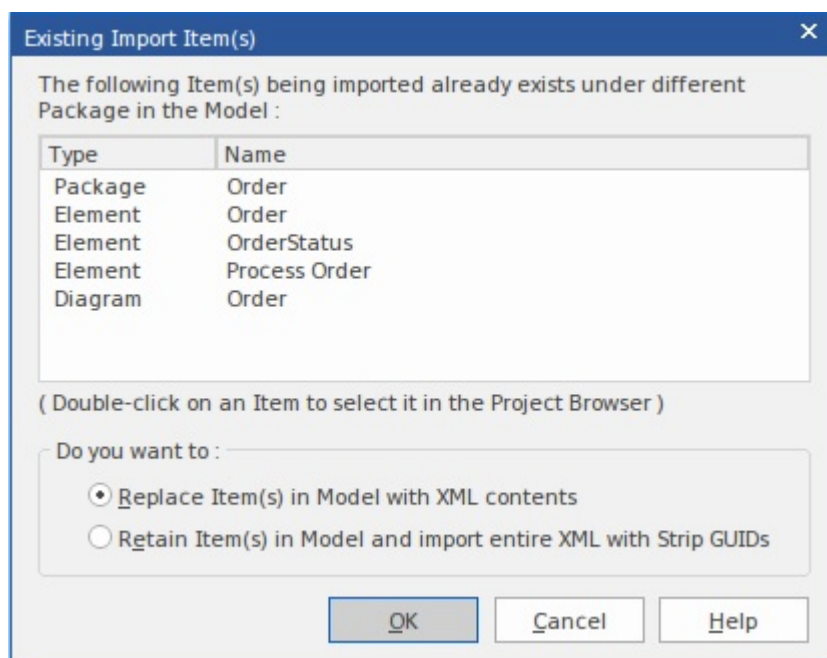 Existing Import Item(s)
The following Item(s) being imported already exists under different
Package in the Model :
Type Name
Package Order
Element Order
Element OrderStatus
Element Process Order
Diagram Order
( Double-click on an Item to select it in the Project Browser )
Do you want to :
Replace Item(s) in Model with XML contents
Retain Item(s) in Model and import entire XML with Strip GUIDs
OK Cancel Help